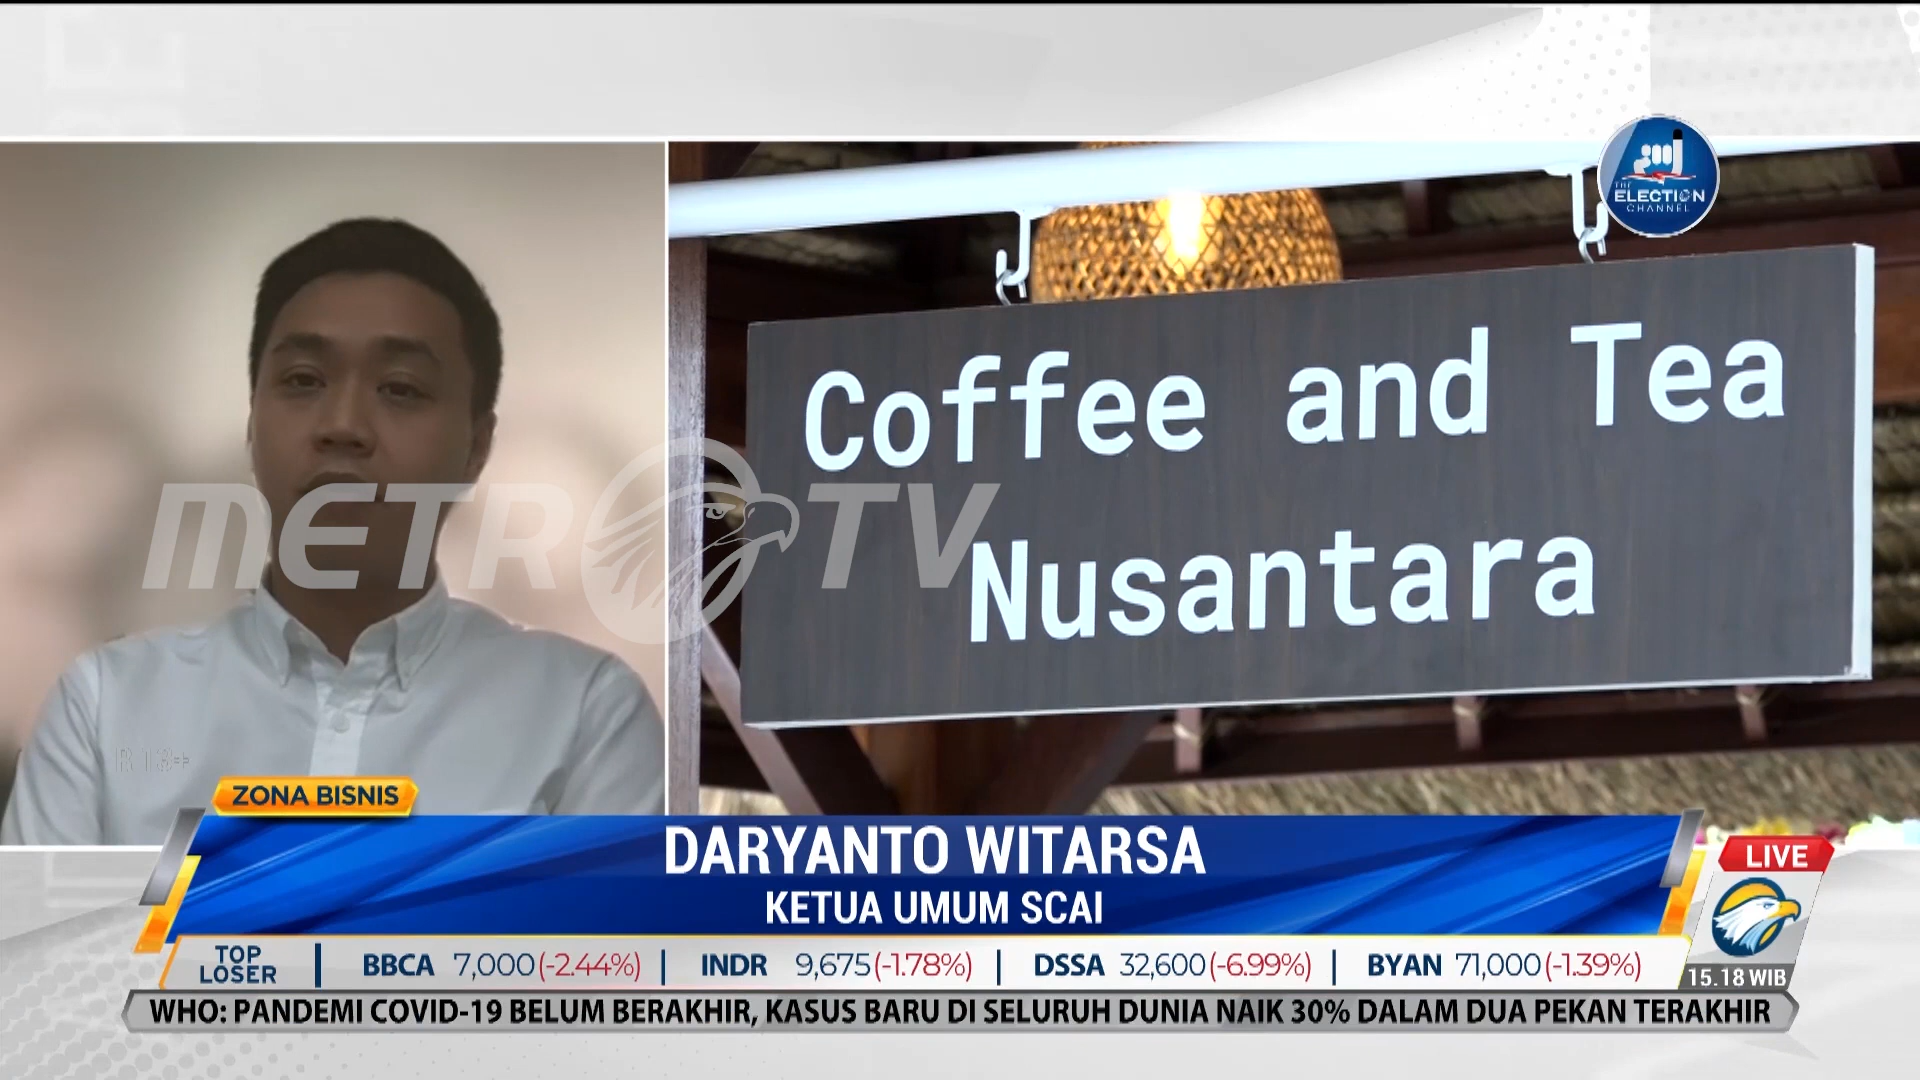 THE
ELECTION
CHANNEL
Coffee and Tea
Nusantara
METRO TV
R 13+
ZONA BISNIS
DARYANTO WITARSA
KETUA UMUM SCAI
LIVE
TOP
LOSER
BBCA 7,000(-2.44%) | INDR 9,675(-1.78%) | DSSA 32,600(-6.99%) | BYAN 71,000(-1.39%)
15.18 WIB
WHO: PANDEMI COVID-19 BELUM BERAKHIR, KASUS BARU DI SELURUH DUNIA NAIK 30% DALAM DUA PEKAN TERAKHIR